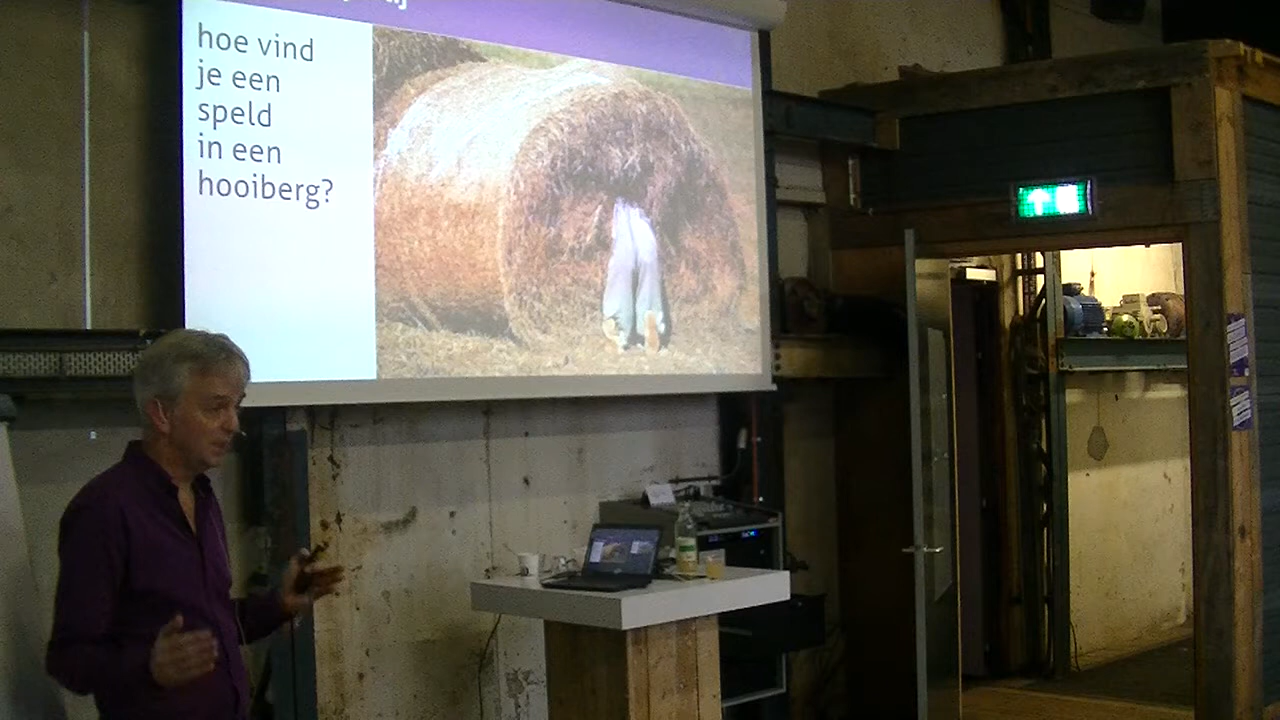 hoe vind
je een
speld
in een
hooiberg?